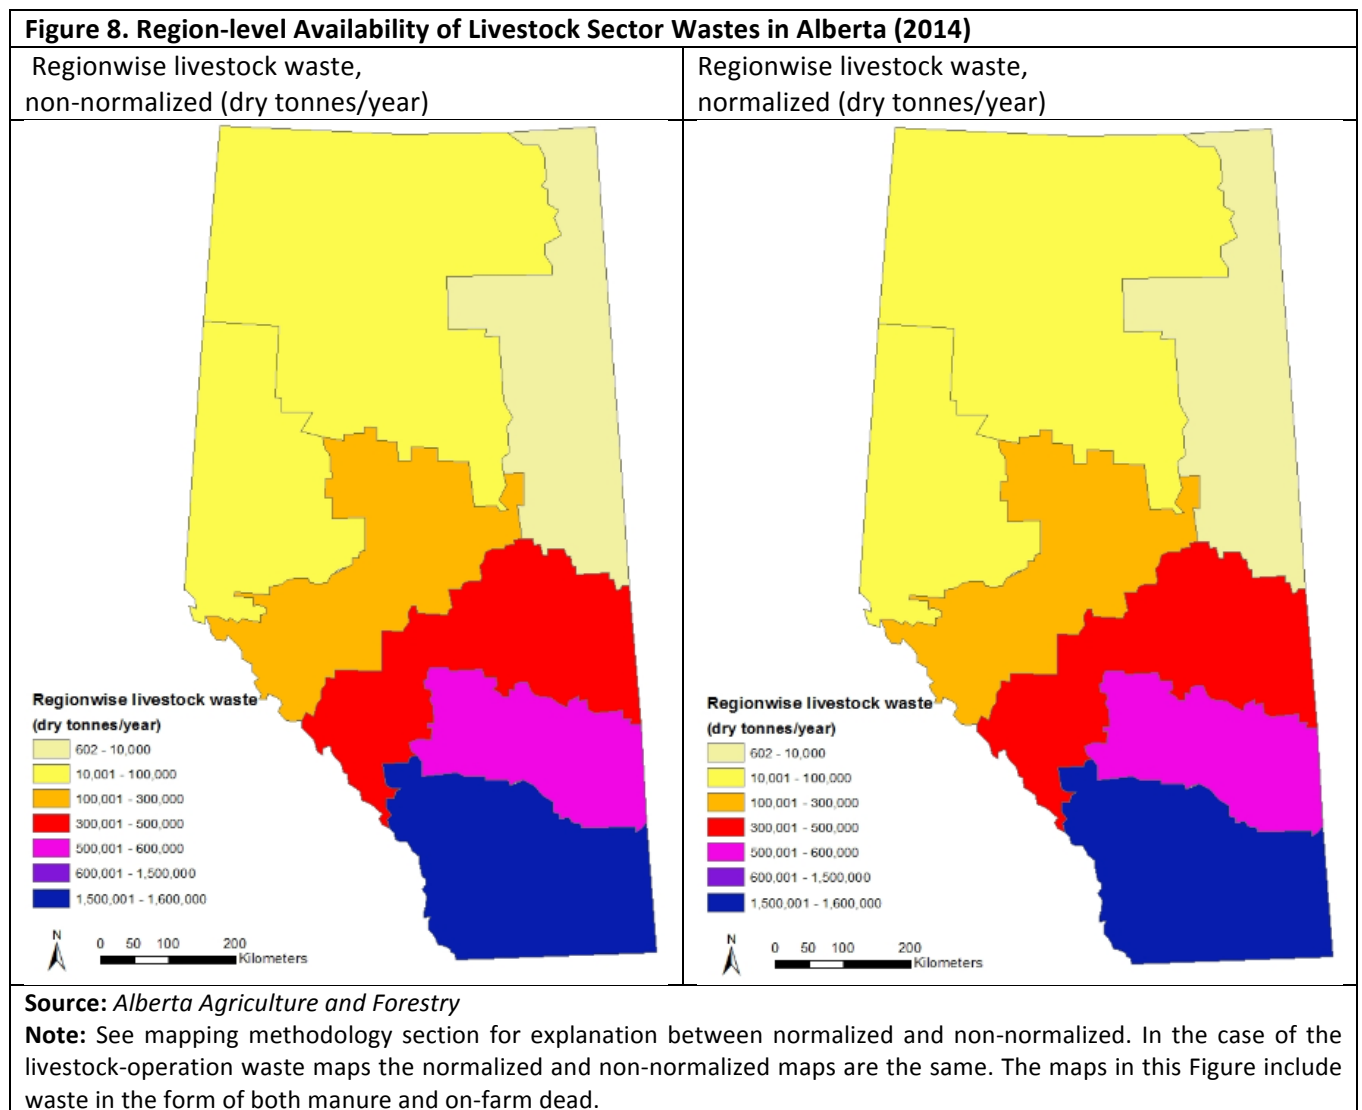 Figure 8. Region-level Availability of Livestock Sector Wastes in Alberta (2014)
Regionwise livestock waste,
non-normalized (dry tonnes/year)
Regionwise livestock waste,
normalized (dry tonnes/year)
Regionwise livestock waste
(dry tonnes/year)
602 - 10,000
10,001 - 100,000
100,001 - 300,000
300,001 - 500,000
500,001 - 600,000
600,001 - 1,500,000
1,500,001 - 1,600,000
N
0 50 100 200
Kilometers
Regionwise livestock waste
(dry tonnes/year)
602 - 10,000
10,001 - 100,000
100,001 - 300,000
300,001 - 500,000
500,001 - 600,000
600,001 - 1,500,000
1,500,001 - 1,600,000
N
0 50 100 200
Kilometers
Source: Alberta Agriculture and Forestry
Note: See mapping methodology section for explanation between normalized and non-normalized. In the case of the
livestock-operation waste maps the normalized and non-normalized maps are the same. The maps in this Figure include
waste in the form of both manure and on-farm dead.